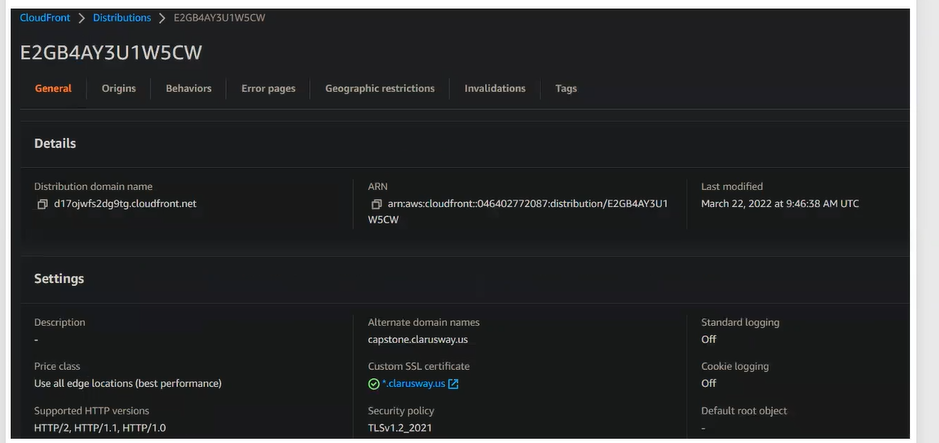 CloudFront > Distributions > E2GB4AY3U1W5CW
E2GB4AY3U1W5CW
General Origins Behaviors Error pages Geographic restrictions Invalidations Tags
Details
Distribution domain name ARN Last modified
d17ojwfs2dg9tg.cloudfront.net arn:aws:cloudfront::046402772087:distribution/E2GB4AY3U1 March 22, 2022 at 9:46:38 AM UTC
W5CW
Settings
Description Alternate domain names Standard logging
- capstone.clarusway.us Off
Price class Custom SSL certificate Cookie logging
Use all edge locations (best performance) *.clarusway.us Off
Supported HTTP versions Security policy Default root object
HTTP/2, HTTP/1.1, HTTP/1.0 TLSv1.2_2021 -